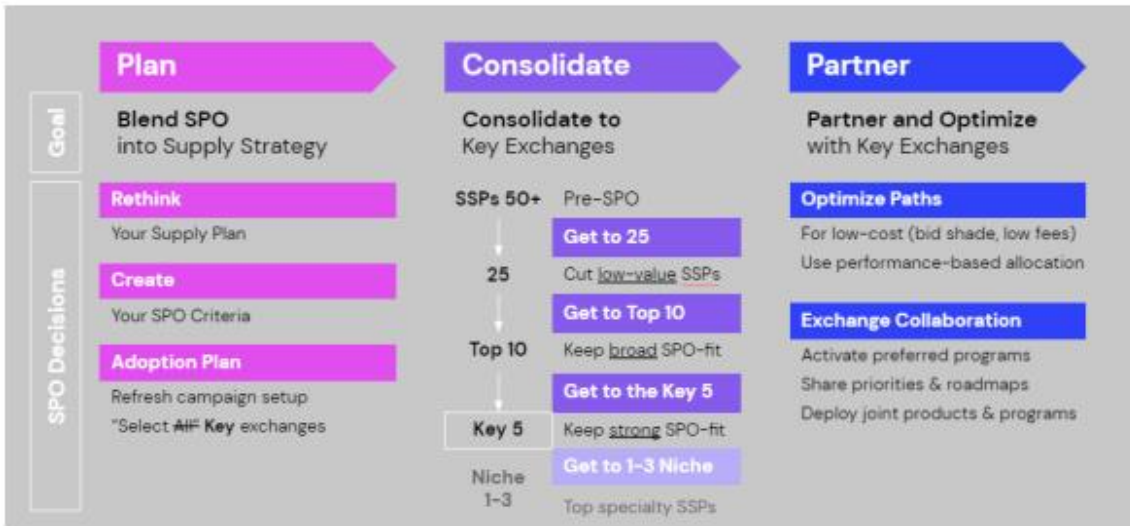 Plan
Consolidate
Partner
Goal
Blend SPO
into Supply Strategy
Consolidate to
Key Exchanges
Partner and Optimize
with Key Exchanges
SPO Decisions
Rethink
Your Supply Plan
Create
Your SPO Criteria
Adoption Plan
Refresh campaign setup
"Select All" Key exchanges
SSPs 50+ Pre-SPO
Get to 25
25 Cut low-value SSPs
Get to Top 10
Top 10 Keep broad SPO-fit
Get to the Key 5
Key 5 Keep strong SPO-fit
Get to 1-3 Niche
Niche
1-3
Top specialty SSPs
Optimize Paths
For low-cost (bid shade, low fees)
Use performance-based allocation
Exchange Collaboration
Activate preferred programs
Share priorities & roadmaps
Deploy joint products & programs